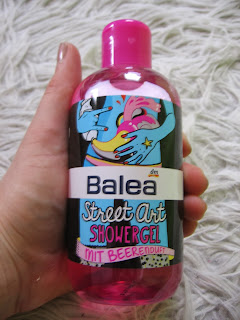 dm
Balea
Street Art
SHOWERGEL
MIT BEERENDUFT